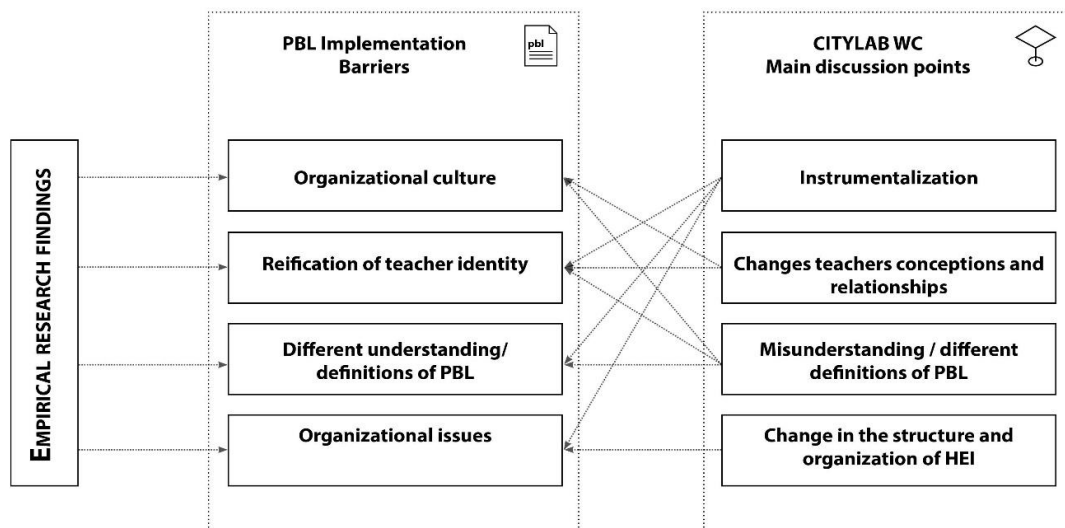 PBL Implementation
Barriers
pbl
CITYLAB WC
Main discussion points
EMPIRICAL RESEARCH FINDINGS
Organizational culture
Reification of teacher identity
Different understanding/
definitions of PBL
Organizational issues
Instrumentalization
Changes teachers conceptions and
relationships
Misunderstanding / different
definitions of PBL
Change in the structure and
organization of HEI